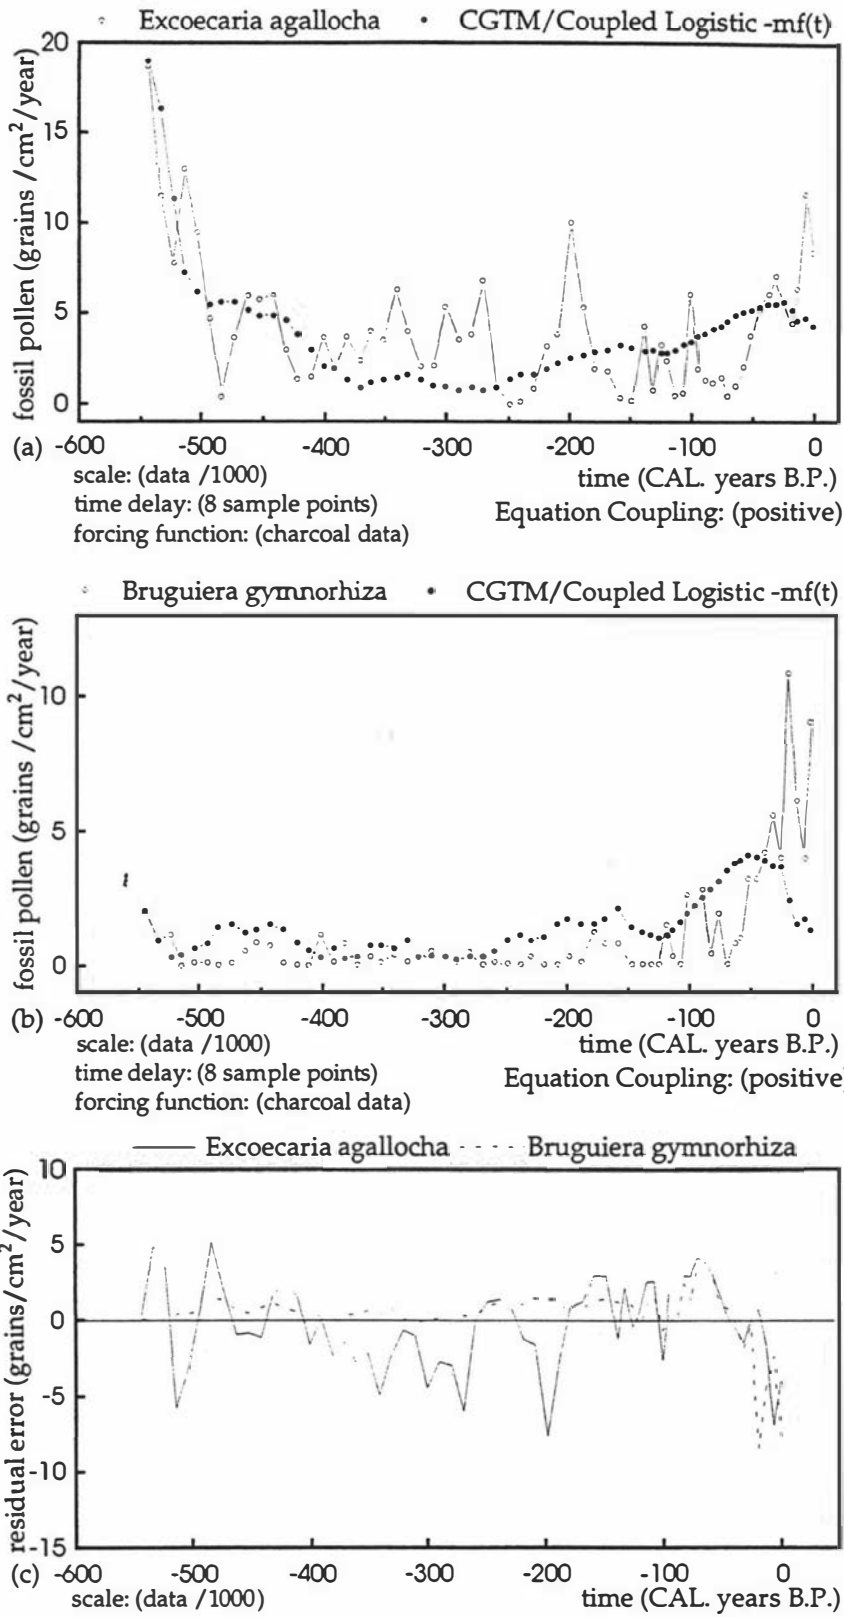 Excoecaria agallocha CGTM/Coupled Logistic -mf(t)
fossil pollen (grains /cm²/year)
20
15
10
5
0
(a) -600 -500 -400 -300 -200 -100 0
scale: (data /1000) time (CAL. years B.P.)
time delay: (8 sample points) Equation Coupling: (positive)
forcing function: (charcoal data)
Bruguiera gymnorhiza CGTM/Coupled Logistic -mf(t)
fossil pollen (grains /cm²/year)
10
5
0
(b) -600 -500 -400 -300 -200 -100 0
scale: (data /1000) time (CAL. years B.P.)
time delay: (8 sample points) Equation Coupling: (positive)
forcing function: (charcoal data)
Excoecaria agallocha Bruguiera gymnorhiza
residual error (grains/cm²/year)
10
5
0
-5
-10
-15
(c) -600 -500 -400 -300 -200 -100 0
scale: (data /1000) time (CAL. years B.P.)